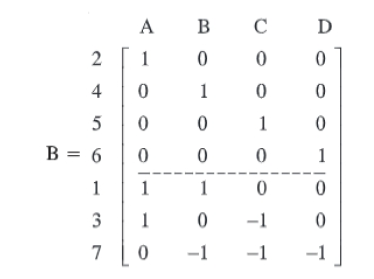 A B C D
2 1 0 0 0
4 0 1 0 0
5 0 0 1 0
B = 6 0 0 0 1
1 1 1 0 0
3 1 0 −1 0
7 0 −1 −1 −1